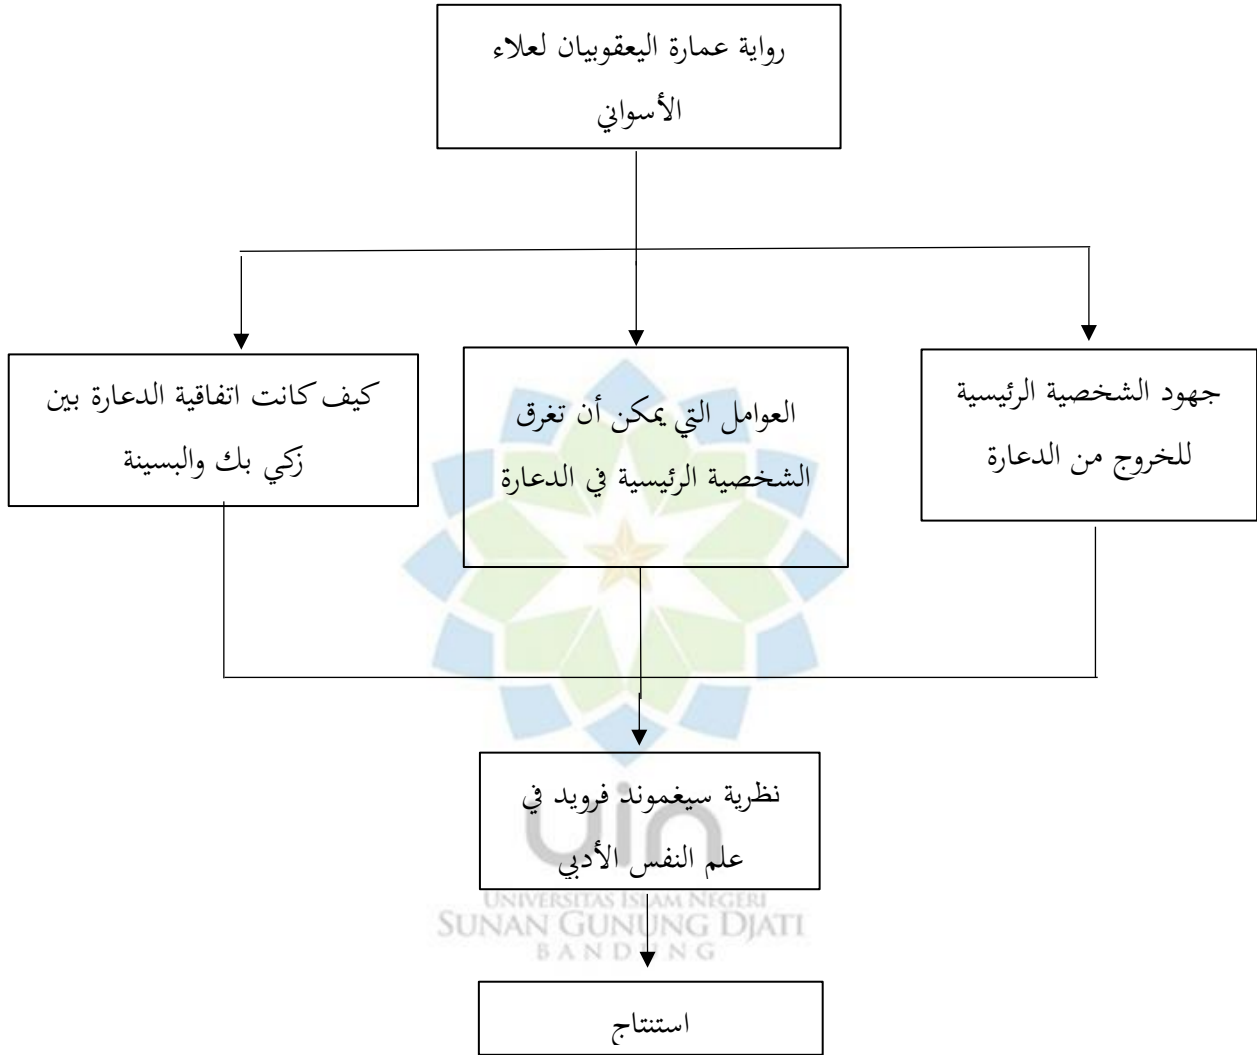 رواية عمارة اليعقوبيان لعلاء
الأسواني
جهود الشخصية الرئيسية
للخروج من الدعارة
العوامل التي يمكن أن تغرق
الشخصية الرئيسية في الدعارة
كيف كانت اتفاقية الدعارة بين
زكي بك والبسينة
نظرية سيغموند فرويد في
علم النفس الأدبي
uin
UNIVERSITAS ISLAM NEGERI
SUNAN GUNUNG DJATI
BANDUNG
استنتاج